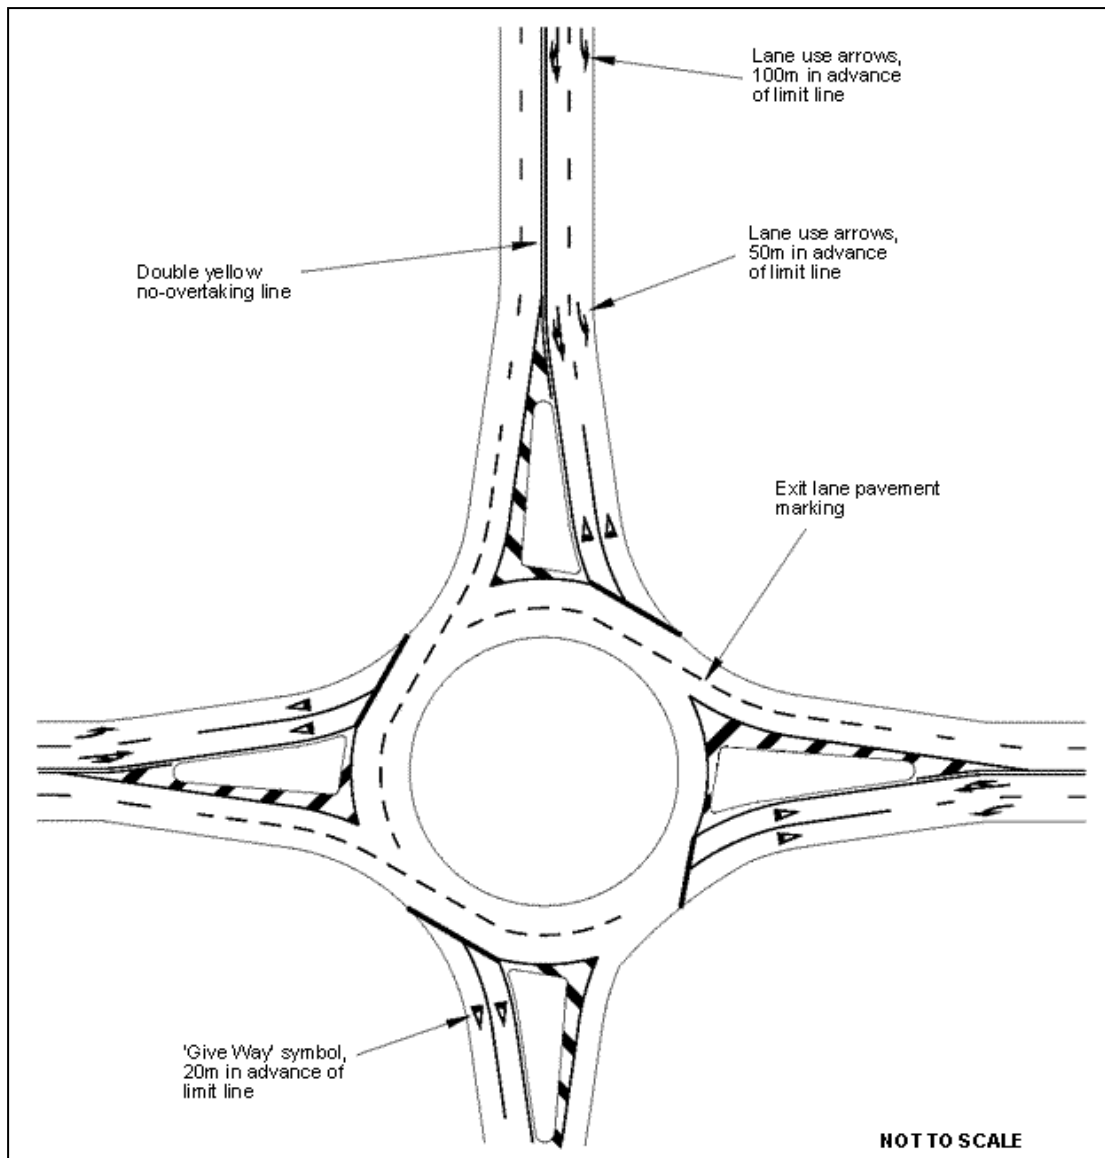 Lane use arrows,
100m in advance
of limit line
Lane use arrows,
50m in advance
of limit line
Double yellow
no-overtaking line
Exit lane pavement
marking
'Give Way' symbol,
20m in advance of
limit line
NOT TO SCALE